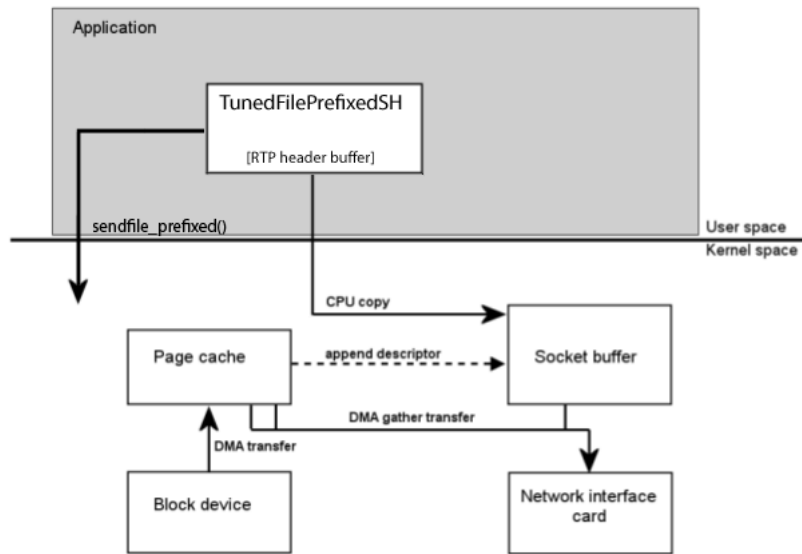 Application
TunedFilePrefixedSH
[RTP header buffer]
sendfile_prefixed()
User space
Kernel space
CPU copy
Page cache
append descriptor
Socket buffer
DMA gather transfer
DMA transfer
Block device
Network interface
card